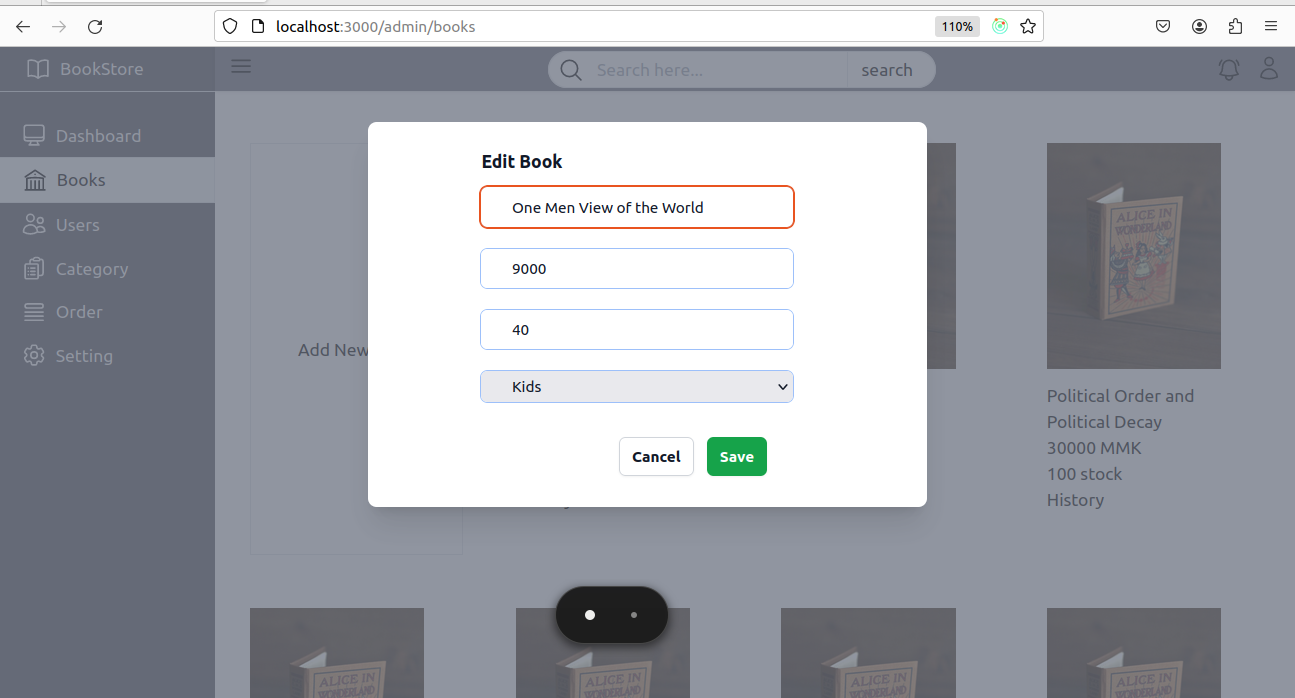 localhost:3000/admin/books
110%
BookStore
Search here...
search
Dashboard
Books
Users
Category
Order
Setting
Add New
Edit Book
One Men View of the World
9000
40
Kids
Cancel
Save
ALICE IN
WONDERLAND
Political Order and
Political Decay
30000 MMK
100 stock
History
ALICE IN
WONDERLAND
ALICE IN
WONDERLAND
ALICE IN
WONDERLAND
ALICE IN
WONDERLAND